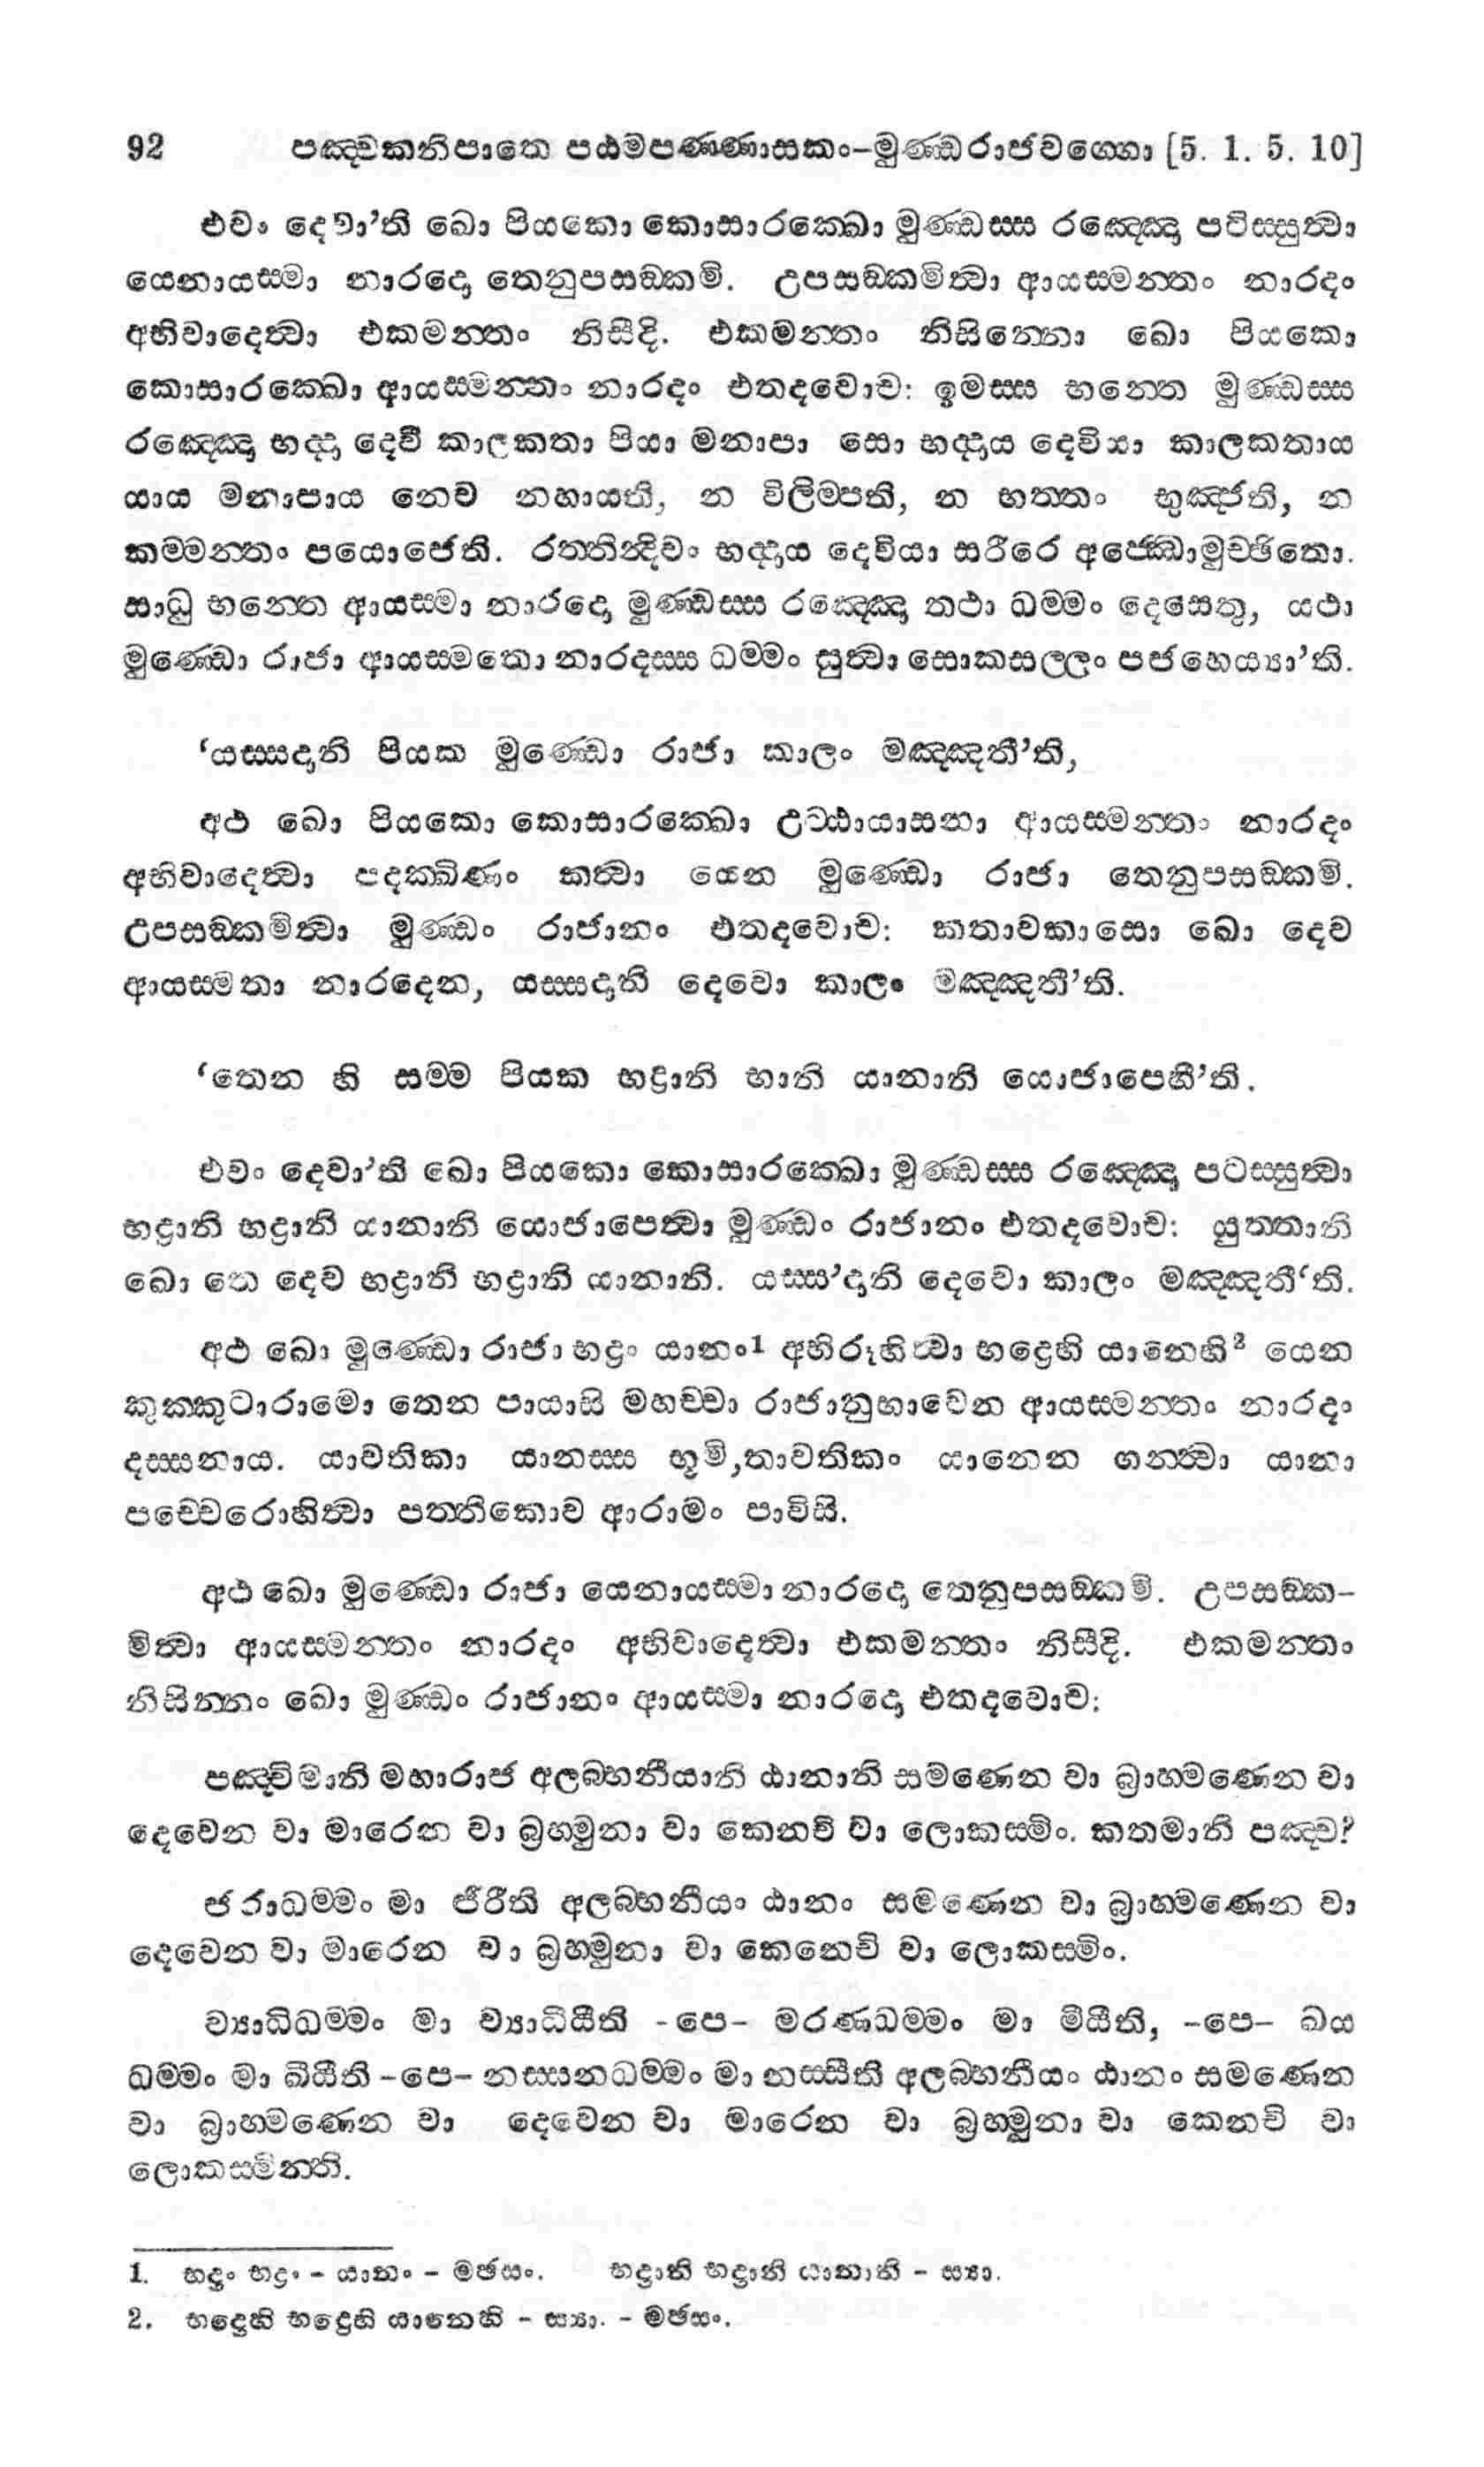 92 පඤ්චකනිපාතෙ පඨමපණ්ණාසකං-මුණ්ඩරාජවග්ගො [5. 1. 5. 10]
එවං දෙවා’ති ඛො පියකො කොසාරක්ඛො මුණ්ඩස්ස රඤ්ඤො පටිස්සුත්වා
යෙනායස්මා නාරදො තෙනුපසඞ්කමි. උපසඞ්කමිත්වා ආයස්මන්තං නාරදං
අභිවාදෙත්වා එකමන්තං නිසීදි. එකමන්තං නිසින්නො ඛො පියකො
කොසාරක්ඛො ආයස්මන්තං නාරදං එතදවොච: ඉමස්ස භන්තෙ මුණ්ඩස්ස
රඤ්ඤො භද්දා දෙවී කාලකතා පියා මනාපා සො භද්දාය දෙවියා කාලකතාය
යාය මනාපාය නෙව නහායති, න විලිම්පති, න භත්තං භුඤ්ජති, න
කම්මන්තං පයොජෙති. රත්තින්දිවං භද්දාය දෙවියා සරීරෙ අජ්ඣොමුච්ඡිතො.
සාධු භන්තෙ ආයස්මා නාරදො මුණ්ඩස්ස රඤ්ඤො තථා ධම්මං දෙසෙතු, යථා
මුණ්ඩො රාජා ආයස්මතො නාරදස්ස ධම්මං සුත්වා සොකසල්ලං පජහෙය්‍යා’ති.
‘යස්සදානි පියක මුණ්ඩො රාජා කාලං මඤ්ඤතී’ති,
අථ ඛො පියකො කොසාරක්ඛො උට්ඨායාසනා ආයස්මන්තං නාරදං
අභිවාදෙත්වා පදක්ඛිණං කත්වා යෙන මුණ්ඩො රාජා තෙනුපසඞ්කමි.
උපසඞ්කමිත්වා මුණ්ඩං රාජානං එතදවොච: කතාවකාසො ඛො දෙව
ආයස්මතා නාරදෙන, යස්සදානි දෙවො කාලං මඤ්ඤතී’ති.
‘තෙන හි සම්ම පියක භද්‍රානි භානි යානානි යොජාපෙහී’ති.
එවං දෙවා’ති ඛො පියකො කොසාරක්ඛො මුණ්ඩස්ස රඤ්ඤො පටස්සුත්වා
භද්‍රානි භද්‍රානි යානානි යොජාපෙත්වා මුණ්ඩං රාජානං එතදවොච: යුත්තානි
ඛො තෙ දෙව භද්‍රානි භද්‍රානි යානානි. යස්ස’දානි දෙවො කාලං මඤ්ඤතී‘ති.
අථ ඛො මුණ්ඩො රාජා භද්‍රං යානං1 අභිරූහිත්වා භද්‍රෙහි යානෙහි2 යෙන
කුක්කුටාරාමො තෙන පායාසි මහච්චා රාජානුභාවෙන ආයස්මන්තං නාරදං
දස්සනාය. යාවතිකා යානස්ස භූමි,තාවතිකං යානෙන ගන්ත්වා යානා
පච්චෙරොහිත්වා පත්තිකොව ආරාමං පාවිසි.
අථ ඛො මුණ්ඩො රාජා යෙනායස්මා නාරදො තෙනුපසඞ්කමි. උපසඞ්ක-
මිත්වා ආයස්මන්තං නාරදං අභිවාදෙත්වා එකමන්තං නිසීදි. එකමන්තං
නිසින්නං ඛො මුණ්ඩං රාජානං ආයස්මා නාරදො එතදවොච:
පඤ්චිමානි මහාරාජ අලබ්භනීයානි ඨානානි සමණෙන වා බ්‍රාහ්මණෙන වා
දෙවෙන වා මාරෙන වා බ්‍රහ්මුනා වා කෙනචි වා ලොකස්මිං. කතමානි පඤ්ච?
ජරාධම්මං මා ජීරීති අලබ්භනීයං ඨානං සමණෙන වා බ්‍රාහ්මණෙන වා
දෙවෙන වා මාරෙන වා බ්‍රහ්මුනා වා කෙනෙචි වා ලොකස්මිං.
ව්‍යාධිධම්මං මා ව්‍යාධීයීති -පෙ- මරණධම්මං මා මීයීති, -පෙ- ඛය
ධම්මං මා ඛීයීති -පෙ- නස්සනධම්මං මා නස්සීති අලබ්භනීයං ඨානං සමණෙන
වා බ්‍රාහ්මණෙන වා දෙවෙන වා මාරෙන වා බ්‍රහ්මුනා වා කෙනචි වා
ලොකස්මින්ති.
1. භද්‍රං භද්‍රං - යානං - මඡසං. භද්‍රානි භද්‍රානි යානානි - ස්‍යා.
2. භද්‍රෙහි භද්‍රෙහි යානෙහි - ස්‍යා. - මඡසං.